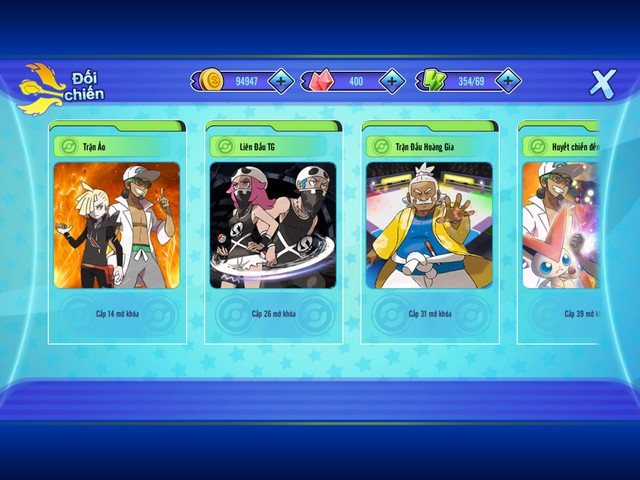 Đối
chiến
94947
400
354/69
Trận Ảo
Liên Đấu TG
Trận Đấu Hoàng Gia
Huyết chiến đến
Cấp 14 mở khóa
Cấp 26 mở khóa
Cấp 31 mở khóa
Cấp 39 mở